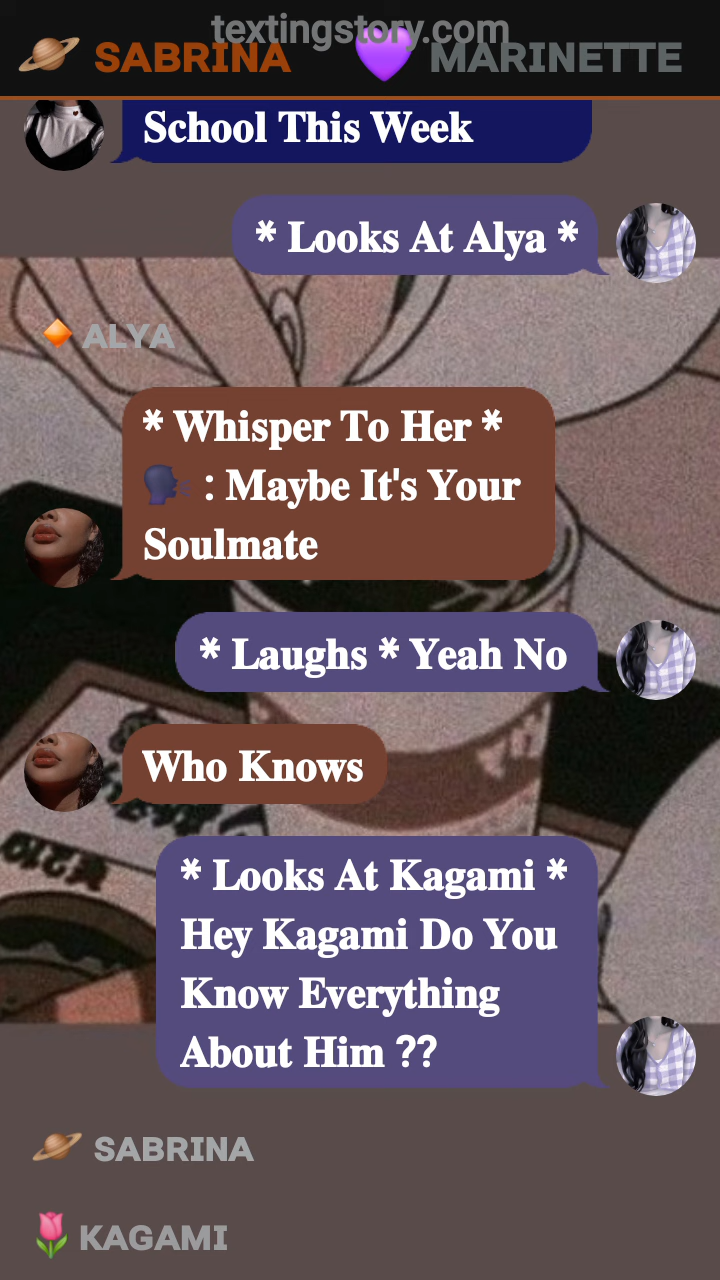 textingstory.com
🪐 SABRINA 💜 MARINETTE
School This Week
* Looks At Alya *
🔸 ALYA
* Whisper To Her *
🗣 : Maybe It's Your
Soulmate
* Laughs * Yeah No
Who Knows
* Looks At Kagami *
Hey Kagami Do You
Know Everything
About Him ??
🪐 SABRINA
🌷 KAGAMI